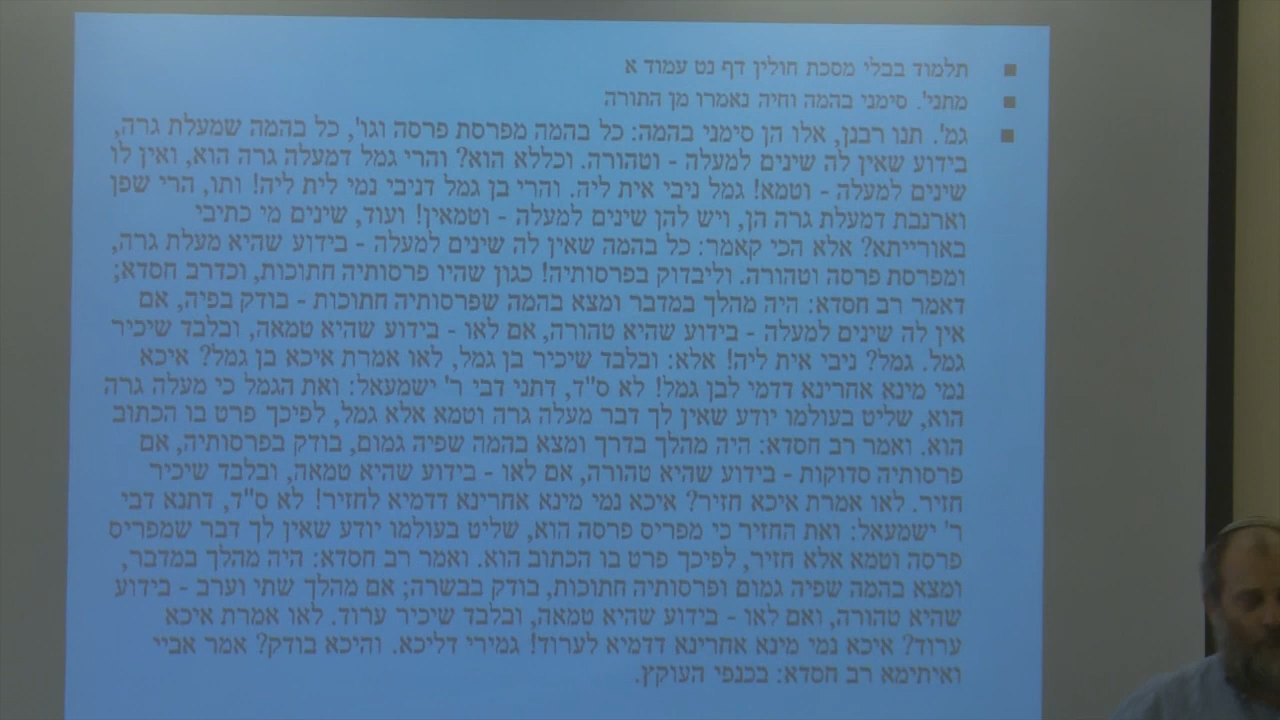 תלמוד בבלי מסכת חולין דף נט עמוד א
מתני'. סימני בהמה וחיה נאמרו מן התורה
גמ'. תנו רבנן, אלו הן סימני בהמה: כל בהמה מפרסת פרסה וגו', כל בהמה שמעלת גרה,
בידוע שאין לה שינים למעלה - וטהורה. וכללא הוא? והרי גמל דמעלה גרה הוא, ואין לו
שינים למעלה - וטמא! גמל ניבי אית ליה. והרי בן גמל דניבי נמי לית ליה! ותו, הרי שפן
וארנבת דמעלת גרה הן, ויש להן שינים למעלה - וטמאין! ועוד, שינים מי כתיבי
באורייתא? אלא הכי קאמר: כל בהמה שאין לה שינים למעלה - בידוע שהיא מעלת גרה,
ומפרסת פרסה וטהורה. וליבדוק בפרסותיה! כגון שהיו פרסותיה חתוכות, וכדרב חסדא;
דאמר רב חסדא: היה מהלך במדבר ומצא בהמה שפרסותיה חתוכות - בודק בפיה, אם
אין לה שינים למעלה - בידוע שהיא טהורה, אם לאו - בידוע שהיא טמאה, ובלבד שיכיר
גמל. גמל? ניבי אית ליה! אלא: ובלבד שיכיר בן גמל, לאו אמרת איכא בן גמל? איכא
נמי מינא אחרינא דדמי לבן גמל! לא ס"ד, דתני דבי ר' ישמעאל: ואת הגמל כי מעלה גרה
הוא, שליט בעולמו יודע שאין לך דבר מעלה גרה וטמא אלא גמל, לפיכך פרט בו הכתוב
הוא. ואמר רב חסדא: היה מהלך בדרך ומצא בהמה שפיה גמום, בודק בפרסותיה, אם
פרסותיה סדוקות - בידוע שהיא טהורה, אם לאו - בידוע שהיא טמאה, ובלבד שיכיר
חזיר. לאו אמרת איכא חזיר? איכא נמי מינא אחרינא דדמיא לחזיר! לא ס"ד, דתנא דבי
ר' ישמעאל: ואת החזיר כי מפריס פרסה הוא, שליט בעולמו יודע שאין לך דבר שמפריס
פרסה וטמא אלא חזיר, לפיכך פרט בו הכתוב הוא. ואמר רב חסדא: היה מהלך במדבר,
ומצא בהמה שפיה גמום ופרסותיה חתוכות, בודק בבשרה; אם מהלך שתי וערב - בידוע
שהיא טהורה, ואם לאו - בידוע שהיא טמאה, ובלבד שיכיר ערוד. לאו אמרת איכא
ערוד? איכא נמי מינא אחרינא דדמיא לערוד! גמירי דליכא. והיכא בודק? אמר אביי
ואיתימא רב חסדא: בכנפי העוקץ.